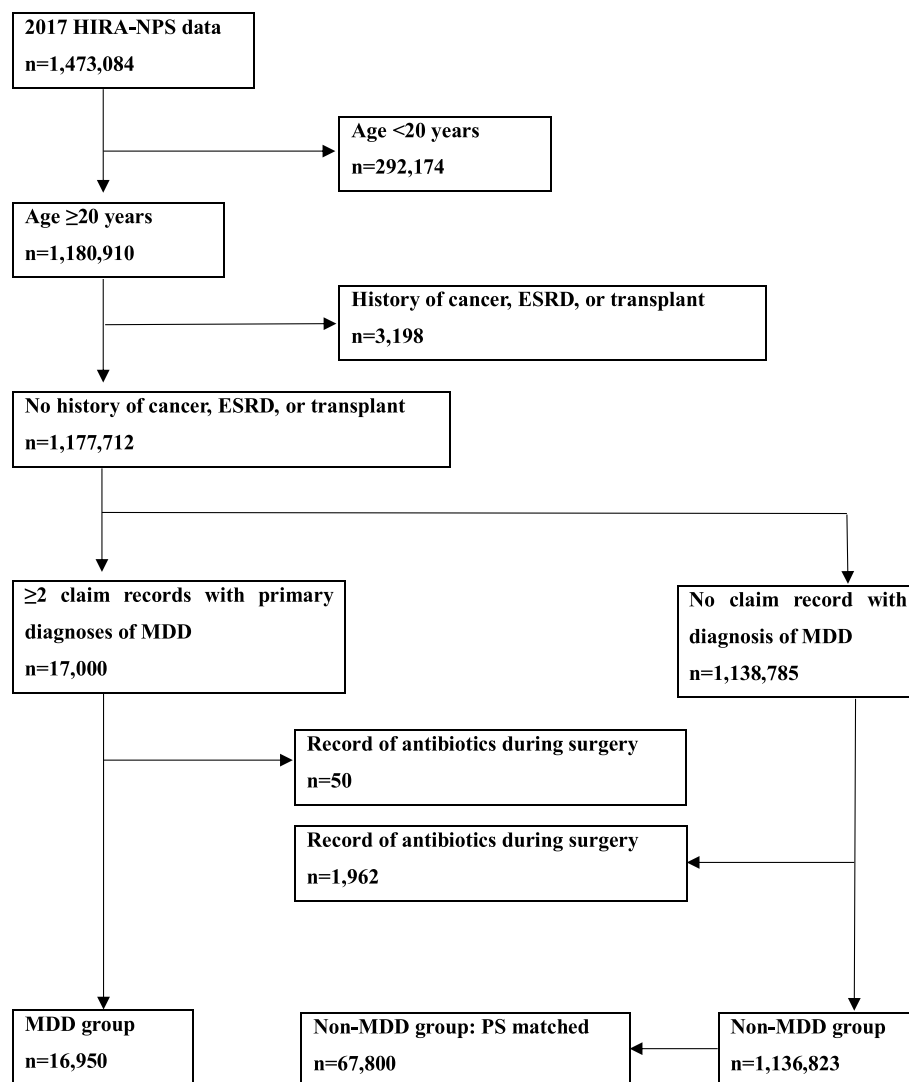 2017 HIRA-NPS data
n=1,473,084
Age <20 years
n=292,174
Age ≥20 years
n=1,180,910
History of cancer, ESRD, or transplant
n=3,198
No history of cancer, ESRD, or transplant
n=1,177,712
≥2 claim records with primary
diagnoses of MDD
n=17,000
No claim record with
diagnosis of MDD
n=1,138,785
Record of antibiotics during surgery
n=50
Record of antibiotics during surgery
n=1,962
MDD group
n=16,950
Non-MDD group: PS matched
n=67,800
Non-MDD group
n=1,136,823